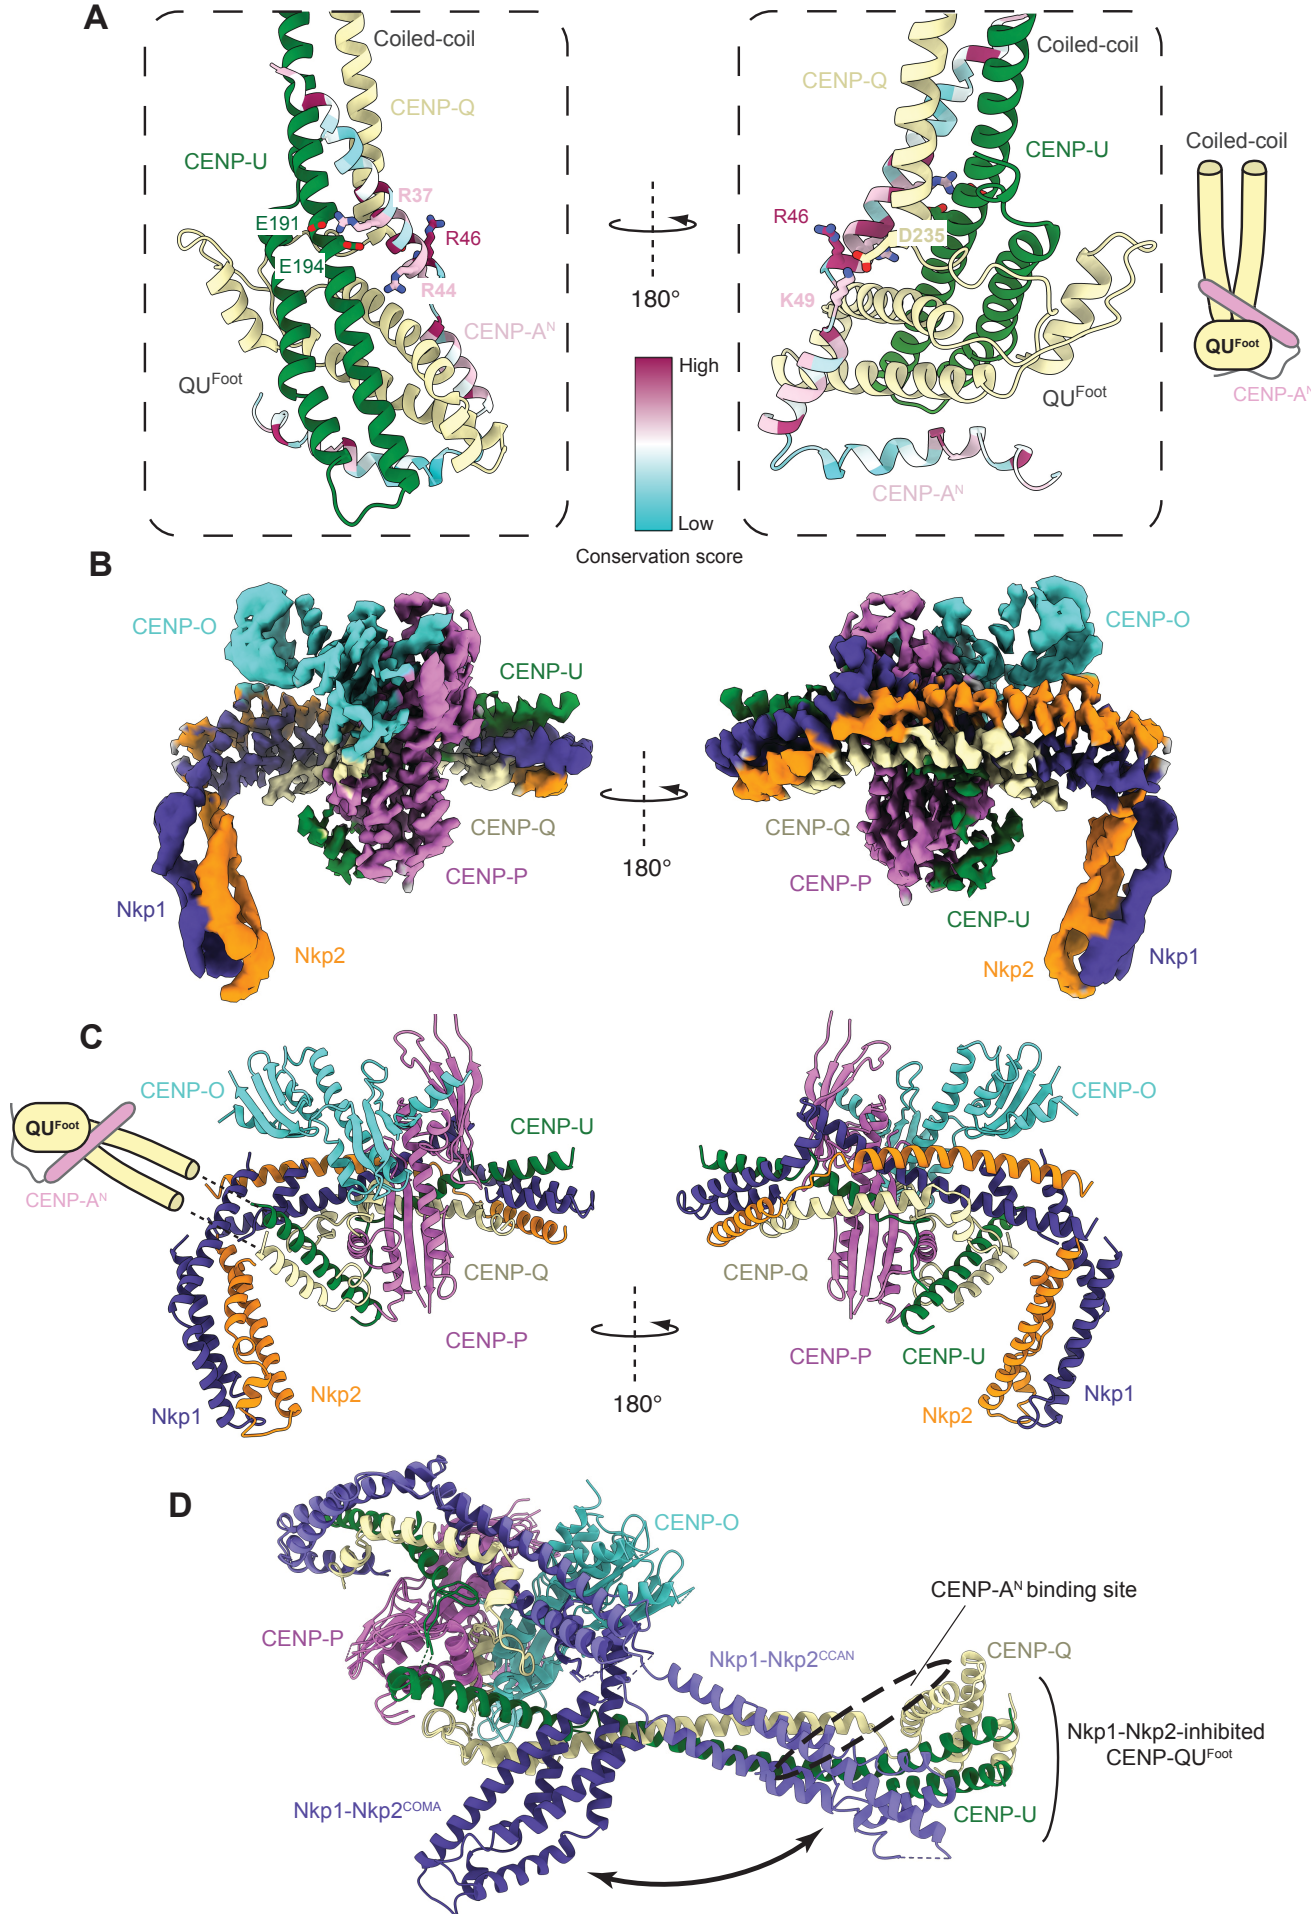 A
Coiled-coil
CENP-Q
CENP-U
R37
E191
R46
E194
R44
CENP-Aᴺ
QUFoot
180°
High
Low
Conservation score
Coiled-coil
CENP-Q
CENP-U
R46
D235
K49
QUFoot
CENP-Aᴺ
Coiled-coil
QUFoot
CENP-Aᴺ
B
CENP-O
CENP-U
CENP-Q
CENP-P
Nkp1
Nkp2
180°
CENP-O
CENP-Q
CENP-P
CENP-U
Nkp2
Nkp1
C
CENP-O
QUFoot
CENP-Aᴺ
CENP-U
CENP-Q
CENP-P
Nkp1
Nkp2
180°
CENP-O
CENP-Q
CENP-P
CENP-U
Nkp2
Nkp1
D
CENP-O
CENP-Aᴺ binding site
CENP-P
Nkp1-Nkp2CCAN
CENP-Q
Nkp1-Nkp2-inhibited
CENP-QUFoot
Nkp1-Nkp2COMA
CENP-U